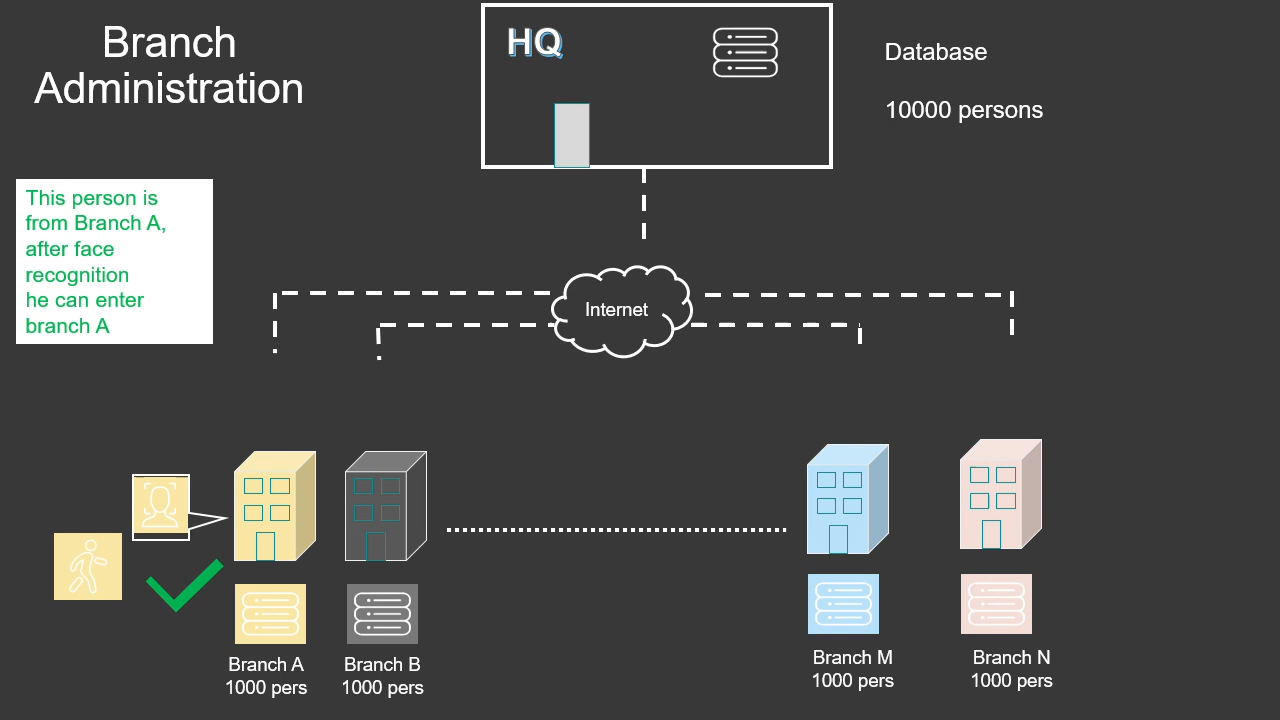 Branch
Administration
HQ
Database
10000 persons
This person is
from Branch A,
after face
recognition
he can enter
branch A
Internet
Branch A
1000 pers
Branch B
1000 pers
Branch M
1000 pers
Branch N
1000 pers